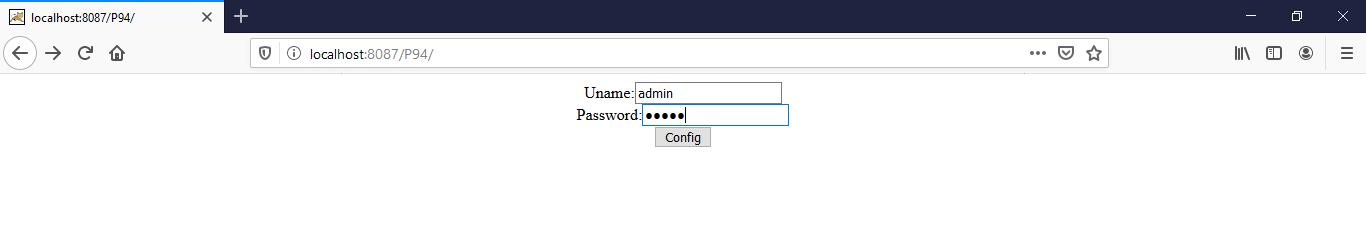 localhost:8087/P94/
localhost:8087/P94/
Uname: admin
Password: •••••
Config